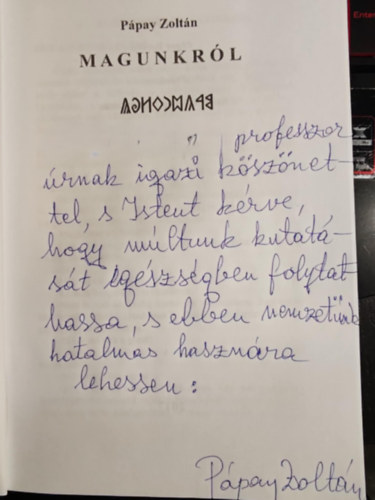 Pápay Zoltán
MAGUNKRÓL
professzor
úrnak igazi köszönet-
tel, s Istent kérve,
hogy múltunk kutatá-
sát egészségben folytat
hassa, s ebben nemzetünk
hatalmas hasznára
lehessen:
Pápay Zoltán